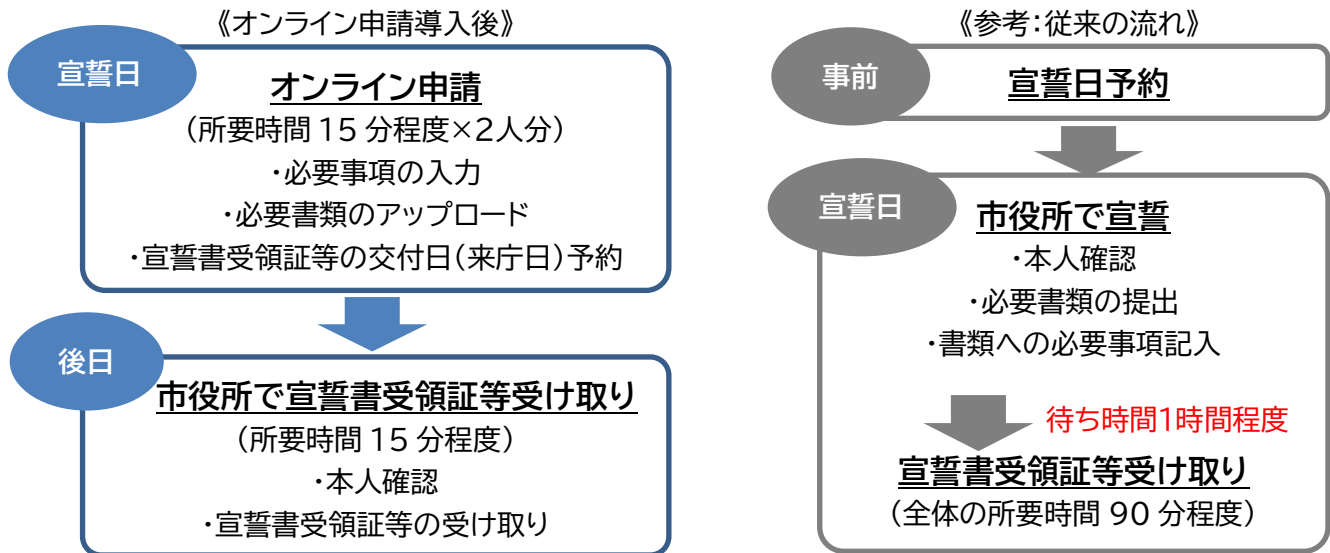 《オンライン申請導入後》
宣誓日
オンライン申請
(所要時間 15 分程度×2人分)
・必要事項の入力
・必要書類のアップロード
・宣誓書受領証等の交付日(来庁日)予約
後日
市役所で宣誓書受領証等受け取り
(所要時間 15 分程度)
・本人確認
・宣誓書受領証等の受け取り
《参考:従来の流れ》
事前
宣誓日予約
宣誓日
市役所で宣誓
・本人確認
・必要書類の提出
・書類への必要事項記入
待ち時間1時間程度
宣誓書受領証等受け取り
(全体の所要時間 90 分程度)